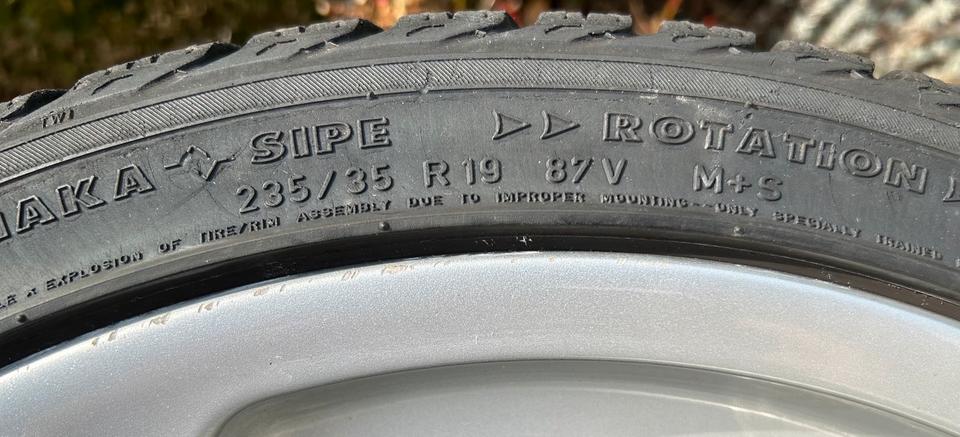 TWI
HAKA SIPE ROTATION
235/35 R19 87V M+S
EXPLOSION OF TIRE/RIM ASSEMBLY DUE TO IMPROPER MOUNTING--ONLY SPECIALLY TRAINED